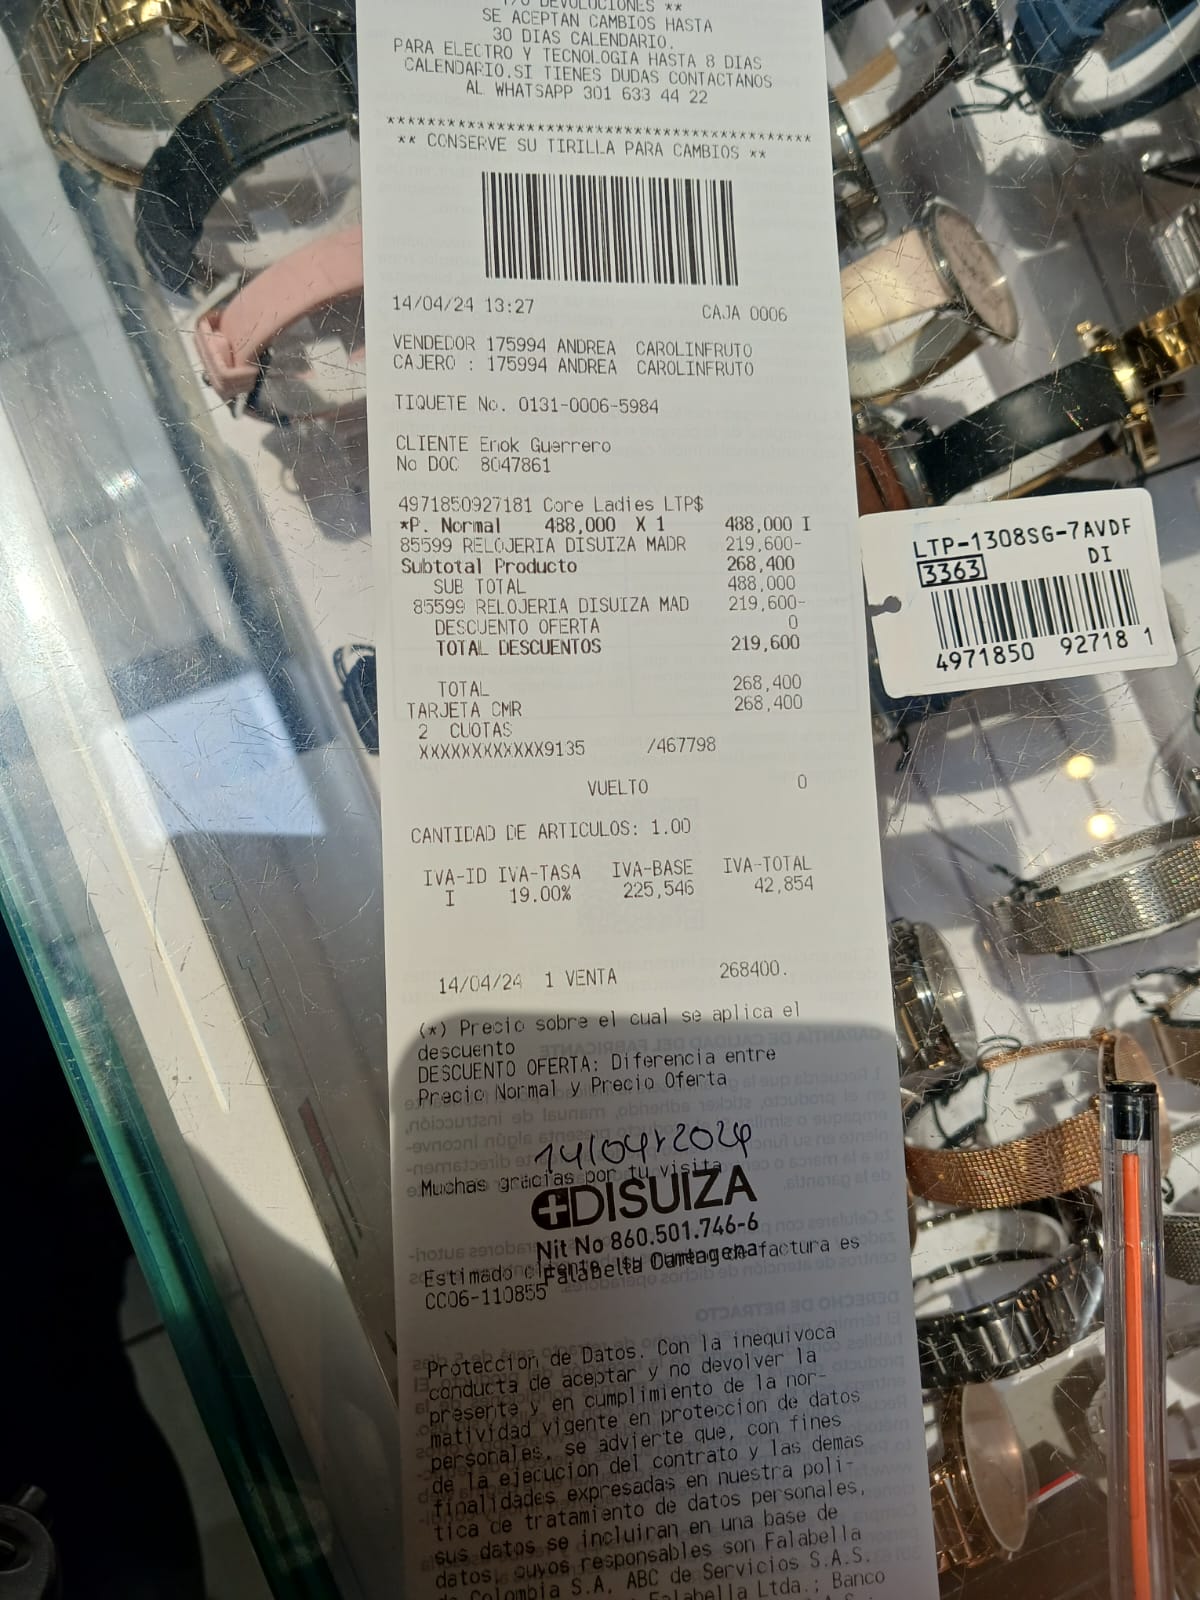 Y/O DEVOLUCIONES **
SE ACEPTAN CAMBIOS HASTA
30 DIAS CALENDARIO.
PARA ELECTRO Y TECNOLOGIA HASTA 8 DIAS
CALENDARIO.SI TIENES DUDAS CONTACTANOS
AL WHATSAPP 301 633 44 22
*******************************************
** CONSERVE SU TIRILLA PARA CAMBIOS **
14/04/24 13:27 CAJA 0006
VENDEDOR 175994 ANDREA CAROLINFRUTO
CAJERO : 175994 ANDREA CAROLINFRUTO
TIQUETE No. 0131-0006-5984
CLIENTE Erick Guerrero
No DOC 8047861
4971850927181 Core Ladies LTP$
*P. Normal 488,000 X 1 488,000 I
85599 RELOJERIA DISUIZA MADR 219,600-
Subtotal Producto 268,400
SUB TOTAL 488,000
85599 RELOJERIA DISUIZA MAD 219,600-
DESCUENTO OFERTA 0
TOTAL DESCUENTOS 219,600
TOTAL 268,400
TARJETA CMR 268,400
2 CUOTAS
XXXXXXXXXXXX9135 /467798
VUELTO 0
CANTIDAD DE ARTICULOS: 1.00
IVA-ID IVA-TASA IVA-BASE IVA-TOTAL
I 19.00% 225,546 42,854
14/04/24 1 VENTA 268400.
(*) Precio sobre el cual se aplica el
descuento
DESCUENTO OFERTA: Diferencia entre
Precio Normal y Precio Oferta
14/04/2024
Muchas gracias por tu visita
DISUIZA
Nit No 860.501.746-6
Falabella Cartagena
Estimado cliente, su factura es
CC06-110855
Proteccion de Datos. Con la inequivoca
conducta de aceptar y no devolver la
presente y en cumplimiento de la nor-
matividad vigente en proteccion de datos
personales, se advierte que, con fines
de la ejecucion del contrato y las demas
finalidades expresadas en nuestra poli-
tica de tratamiento de datos personales,
sus datos se incluiran en una base de
datos, cuyos responsables son Falabella
de Colombia S.A. ABC de Servicios S.A.S.
Falabella Ltda.; Banco
LTP-1308SG-7AVDF
3363 DI
4971850 92718 1